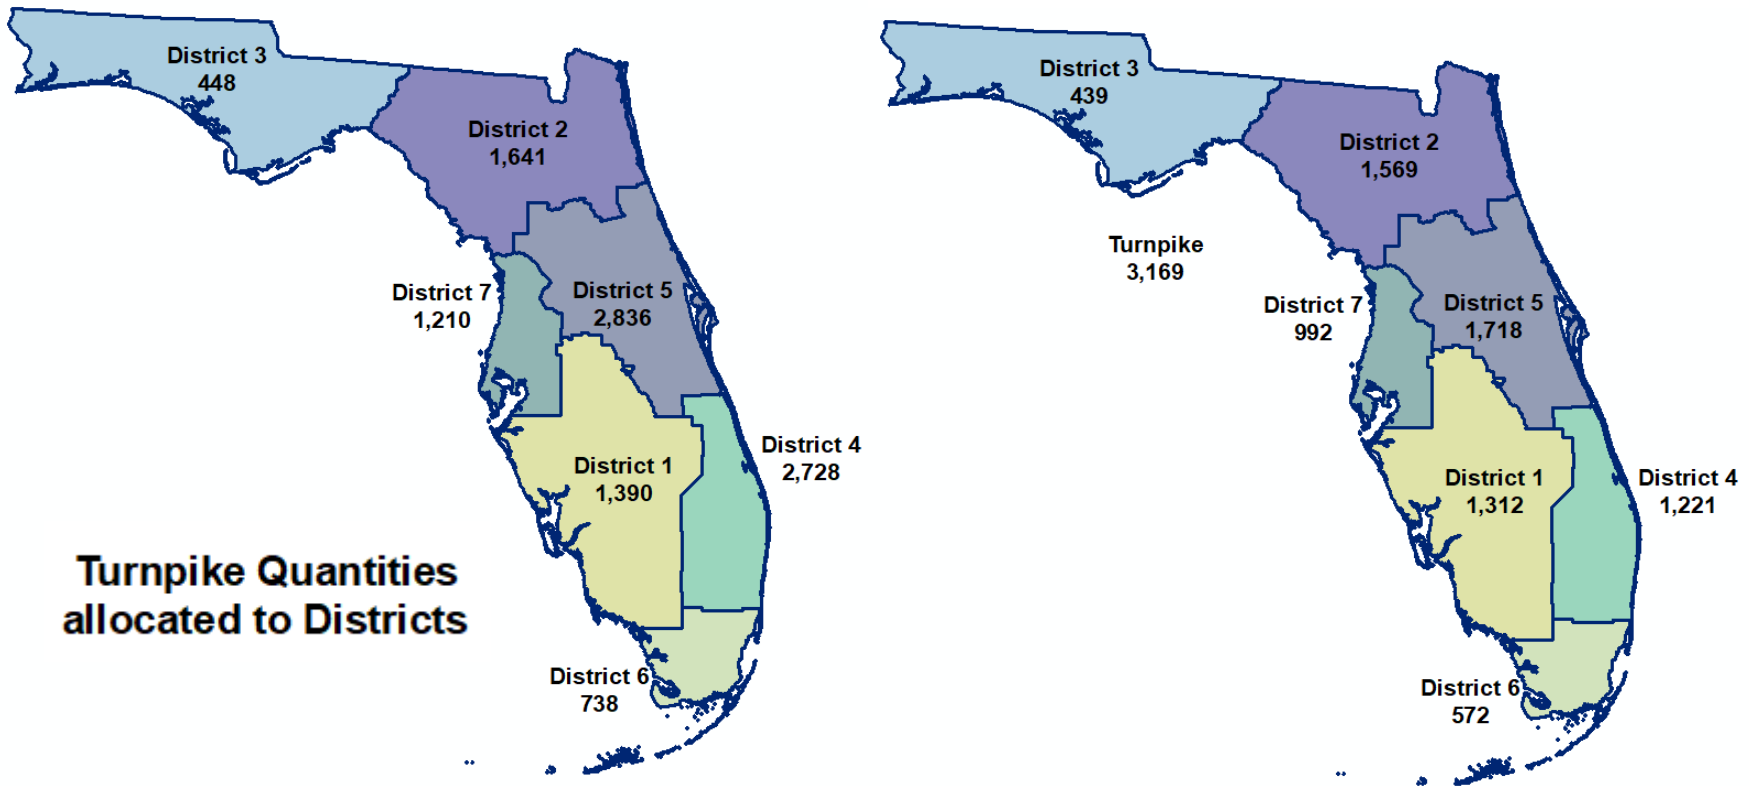 District 3
448
District 2
1,641
District 7
1,210
District 5
2,836
District 4
2,728
District 1
1,390
Turnpike Quantities
allocated to Districts
District 6
738
District 3
439
District 2
1,569
Turnpike
3,169
District 7
992
District 5
1,718
District 4
1,221
District 1
1,312
District 6
572